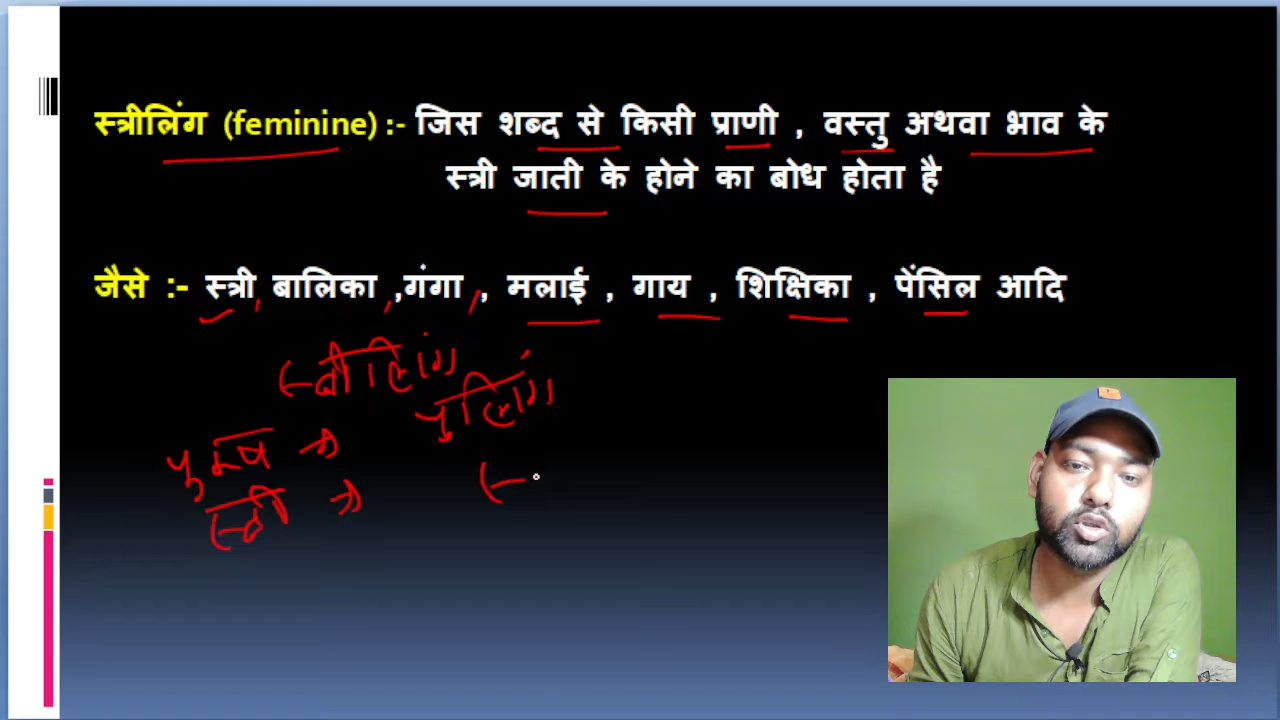 स्त्रीलिंग (feminine) :- जिस शब्द से किसी प्राणी , वस्तु अथवा भाव के
स्त्री जाती के होने का बोध होता है
जैसे :- स्त्री बालिका ,गंगा , मलाई , गाय , शिक्षिका , पेंसिल आदि
स्त्रीलिंग
पुलिंग
पुरूष →
स्त्री →